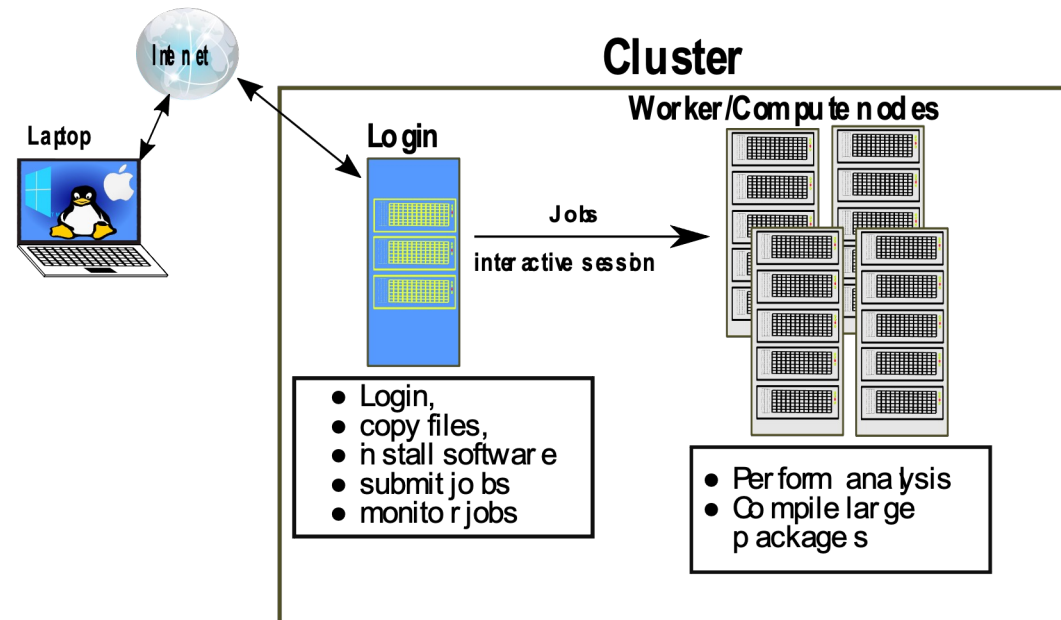 Internet
Cluster
Worker/Compute nodes
Laptop
Login
Jobs
interactive session
● Login,
● copy files,
● install software
● submit jobs
● monitor jobs
● Perform analysis
● Compile large
packages